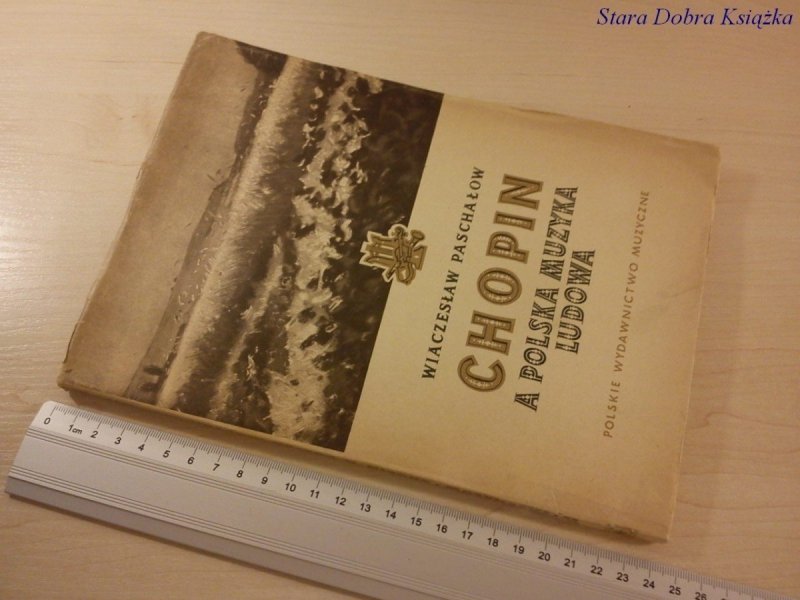 Stara Dobra Książka
WIACZESŁAW PASCHAŁOW
CHOPIN
A POLSKA MUZYKA
LUDOWA
POLSKIE WYDAWNICTWO MUZYCZNE
0 1cm 2 3 4 5 6 7 8 9 10 11 12 13 14 15 16 17 18 19 20 21 22 23 24 25 26